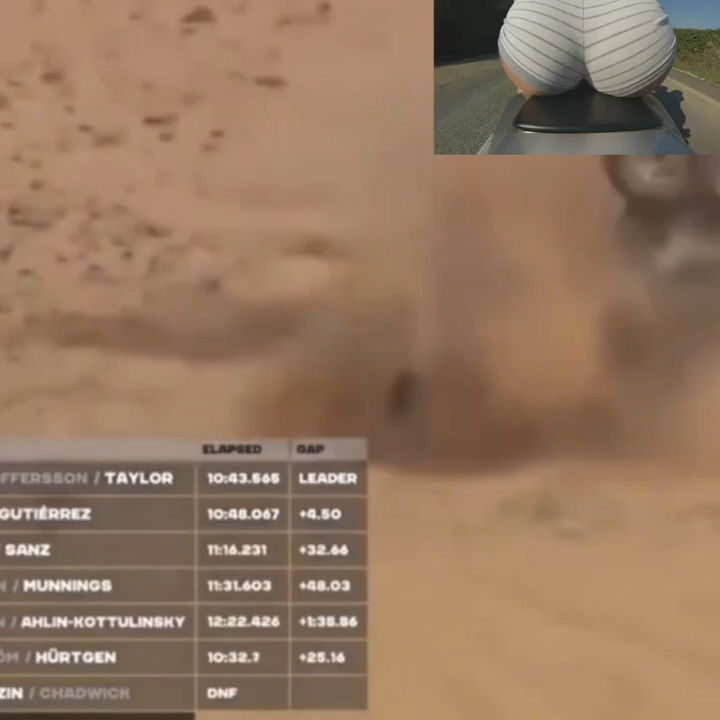 ELAPSED GAP
FFERSSON / TAYLOR 10:43.565 LEADER
GUTIÉRREZ 10:48.067 +4.50
SANZ 11:16.231 +32.66
/ MUNNINGS 11:31.603 +48.03
/ AHLIN-KOTTULINSKY 12:22.426 +1:38.86
ÖM / HÜRTGEN 10:32.7 +25.16
ZIN / CHADWICK DNF